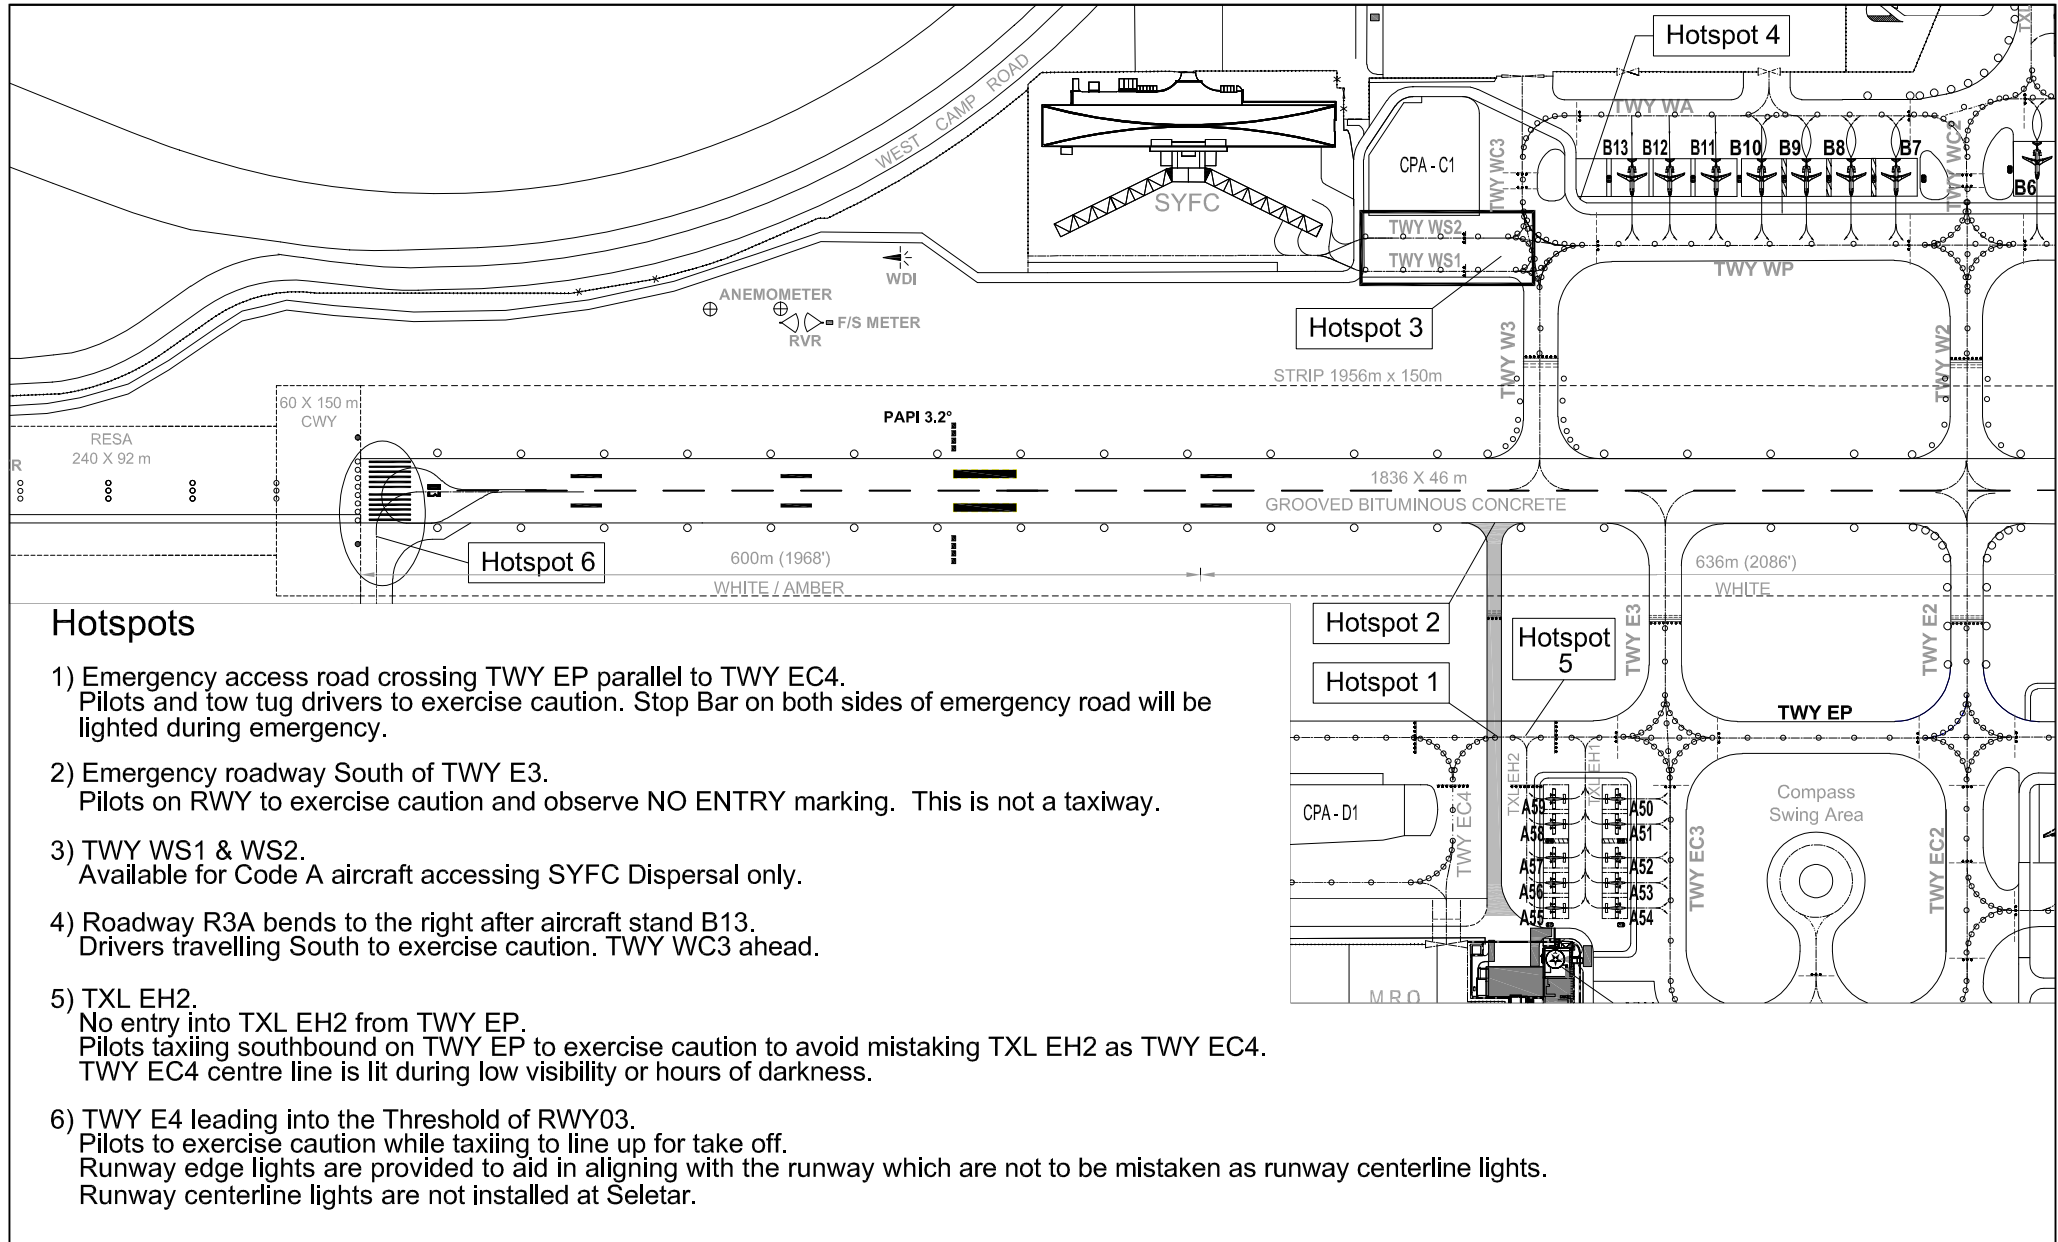 Hotspot 4
TXL
WEST CAMP ROAD
TWY WA
B13 B12 B11 B10 B9 B8 B7
B6
CPA - C1
TWY WC3
TWY WC2
SYFC
TWY WS2
TWY WS1
TWY WP
WDI
ANEMOMETER
F/S METER
RVR
Hotspot 3
TWY W3
TWY W2
STRIP 1956m x 150m
60 X 150 m
CWY
PAPI 3.2°
RESA
240 X 92 m
R
03
1836 X 46 m
GROOVED BITUMINOUS CONCRETE
Hotspot 6
600m (1968')
WHITE / AMBER
636m (2086')
WHITE
Hotspot 2
Hotspot
5
Hotspot 1
TWY E3
TWY E2
TWY EP
TXL EH2
TXL EH1
CPA - D1
TWY EC4
A59
A58
A57
A56
A55
A50
A51
A52
A53
A54
TWY EC3
Compass
Swing Area
TWY EC2
M R O
Hotspots
1) Emergency access road crossing TWY EP parallel to TWY EC4.
Pilots and tow tug drivers to exercise caution. Stop Bar on both sides of emergency road will be
lighted during emergency.
2) Emergency roadway South of TWY E3.
Pilots on RWY to exercise caution and observe NO ENTRY marking. This is not a taxiway.
3) TWY WS1 & WS2.
Available for Code A aircraft accessing SYFC Dispersal only.
4) Roadway R3A bends to the right after aircraft stand B13.
Drivers travelling South to exercise caution. TWY WC3 ahead.
5) TXL EH2.
No entry into TXL EH2 from TWY EP.
Pilots taxiing southbound on TWY EP to exercise caution to avoid mistaking TXL EH2 as TWY EC4.
TWY EC4 centre line is lit during low visibility or hours of darkness.
6) TWY E4 leading into the Threshold of RWY03.
Pilots to exercise caution while taxiing to line up for take off.
Runway edge lights are provided to aid in aligning with the runway which are not to be mistaken as runway centerline lights.
Runway centerline lights are not installed at Seletar.